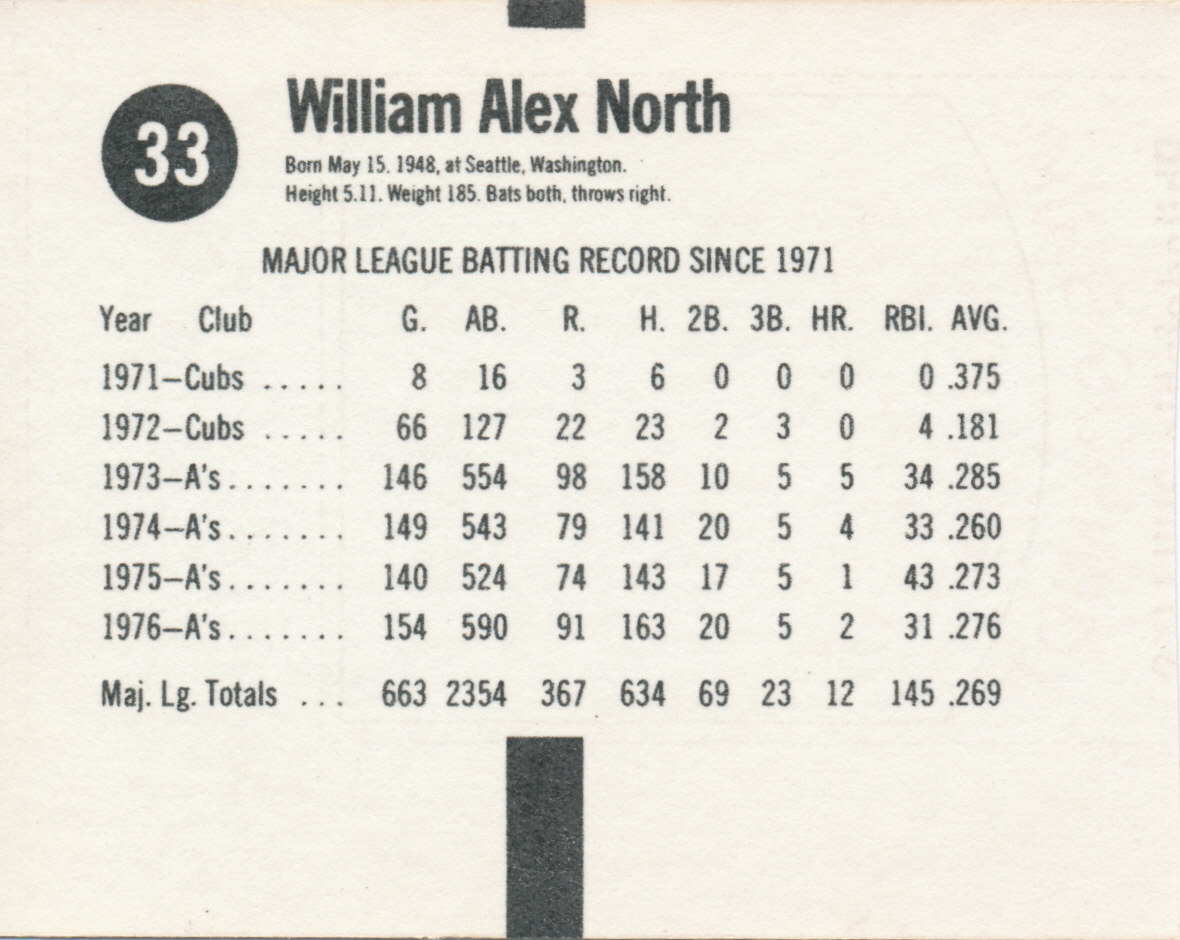 33
William Alex North
Born May 15, 1948, at Seattle, Washington.
Height 5.11. Weight 185. Bats both, throws right.
MAJOR LEAGUE BATTING RECORD SINCE 1971
Year Club G. AB. R. H. 2B. 3B. HR. RBI. AVG.
1971—Cubs ..... 8 16 3 6 0 0 0 0 .375
1972—Cubs ..... 66 127 22 23 2 3 0 4 .181
1973—A's....... 146 554 98 158 10 5 5 34 .285
1974—A's....... 149 543 79 141 20 5 4 33 .260
1975—A's....... 140 524 74 143 17 5 1 43 .273
1976—A's....... 154 590 91 163 20 5 2 31 .276
Maj. Lg. Totals ... 663 2354 367 634 69 23 12 145 .269